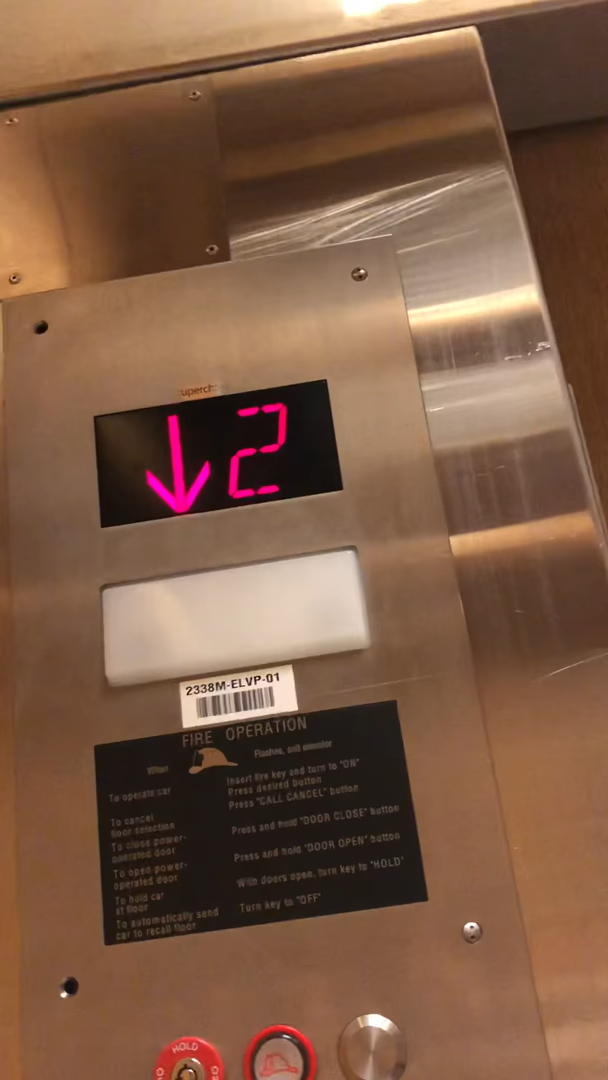 2
2338M-ELVP-01
FIRE OPERATION
When Flashes, exit elevator
To operate car
Insert fire key and turn to "ON"
Press desired button
To cancel
floor selection
Press "CALL CANCEL" button
To close power-
operated door
Press and hold "DOOR CLOSE" button
To open power-
operated door
Press and hold "DOOR OPEN" button
To hold car
at floor
With doors open, turn key to "HOLD"
To automatically send
car to recall floor
Turn key to "OFF"
HOLD